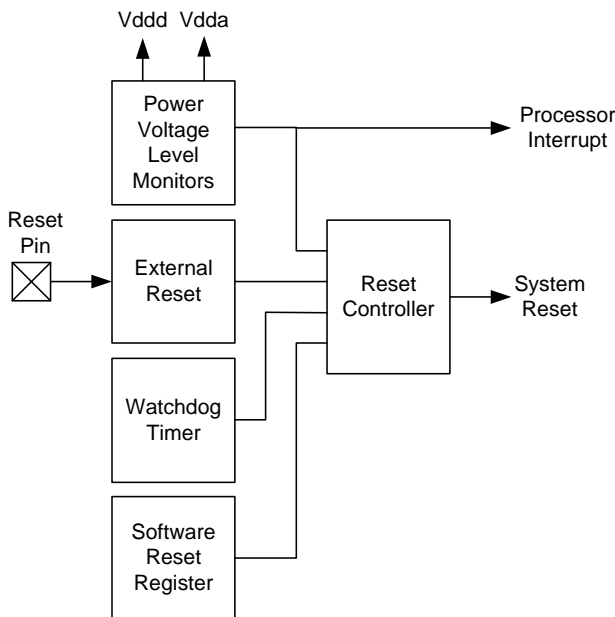 Vddd
Vdda
Power
Voltage
Level
Monitors
Processor
Interrupt
Reset
Pin
External
Reset
Reset
Controller
System
Reset
Watchdog
Timer
Software
Reset
Register